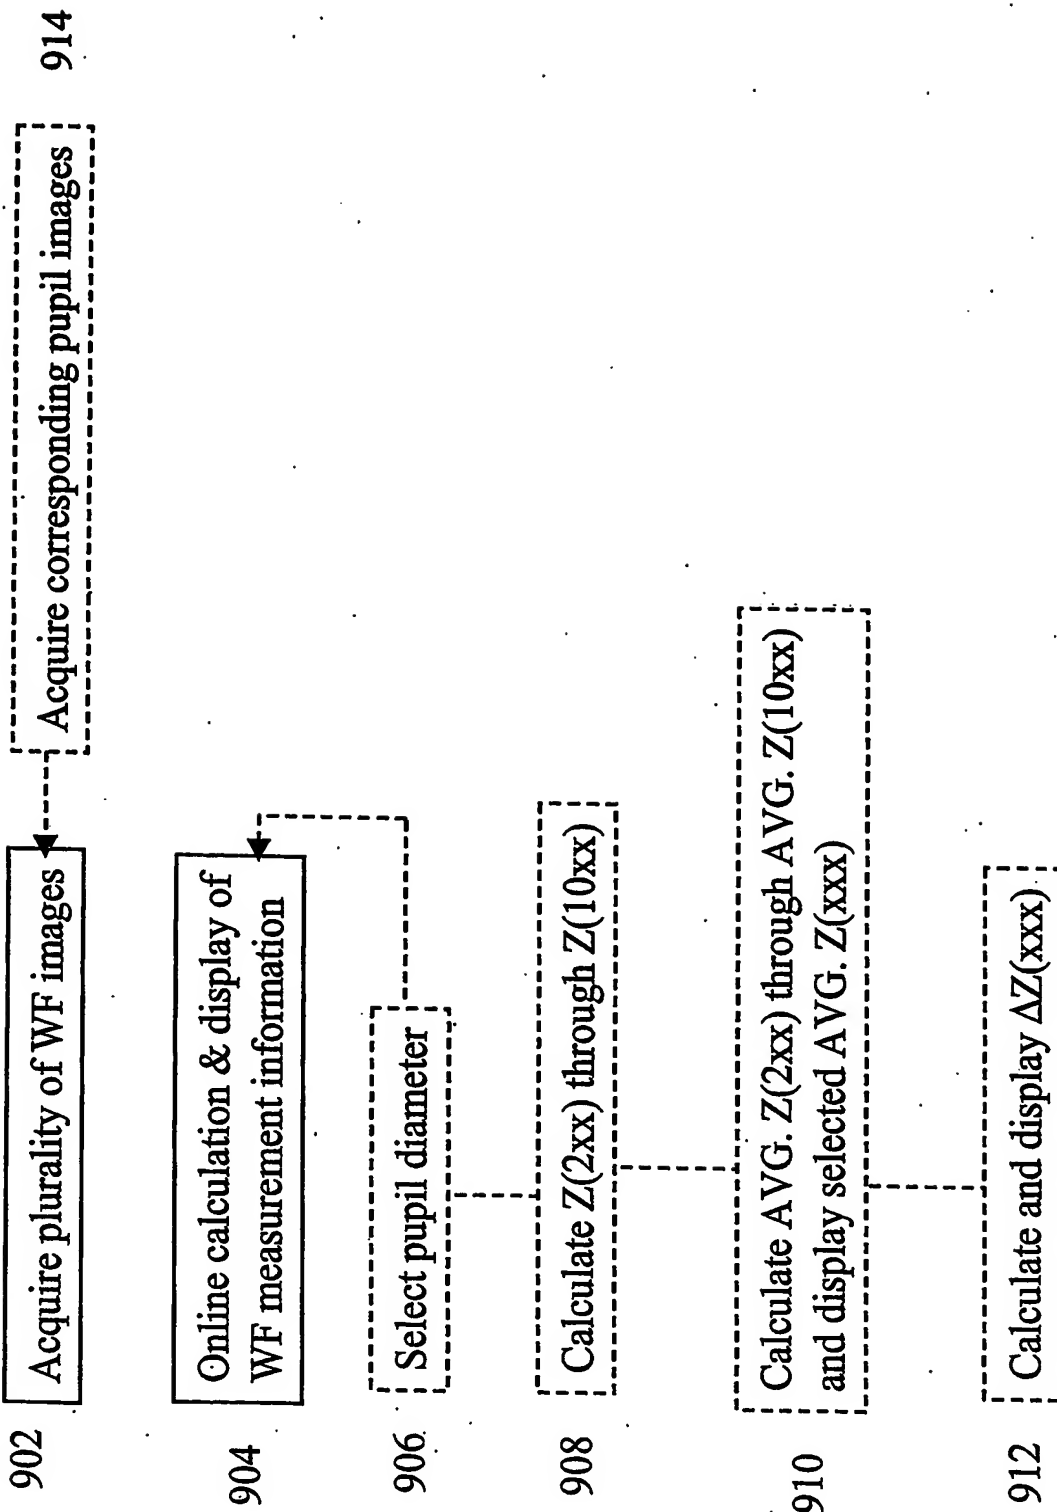 902
Acquire plurality of WF images
Acquire corresponding pupil images
914
904
Online calculation & display of
WF measurement information
906
Select pupil diameter
908
Calculate Z(2xx) through Z(10xx)
910
Calculate AVG. Z(2xx) through AVG. Z(10xx)
and display selected AVG. Z(xxx)
912
Calculate and display ΔZ(xxx)